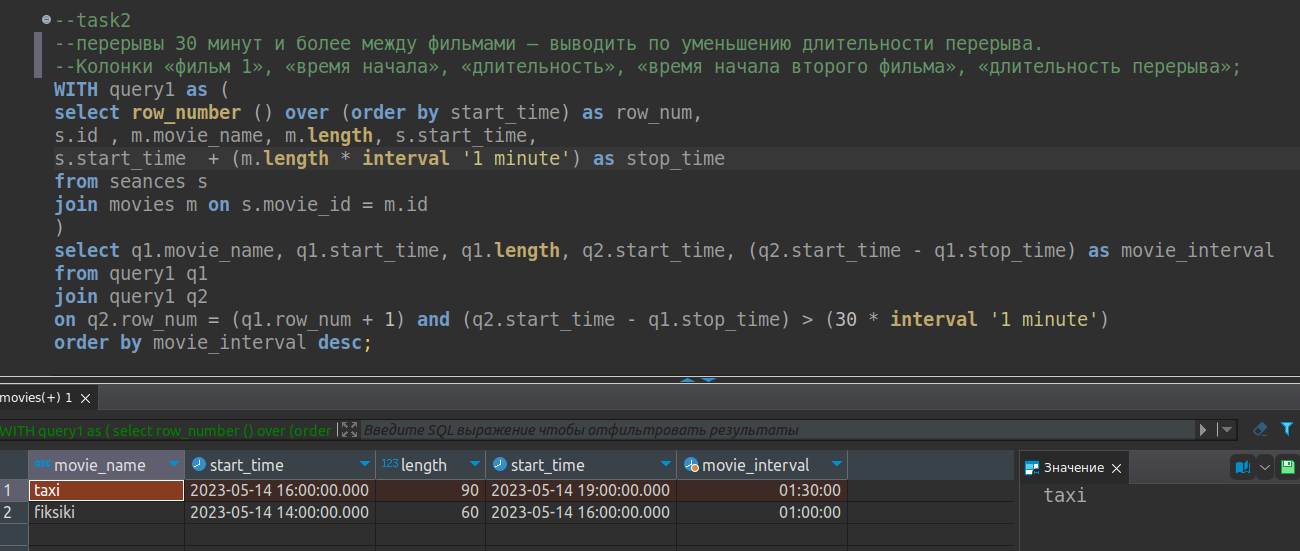 --task2
--перерывы 30 минут и более между фильмами — выводить по уменьшению длительности перерыва.
--Колонки «фильм 1», «время начала», «длительность», «время начала второго фильма», «длительность перерыва»;
WITH query1 as (
select row_number () over (order by start_time) as row_num,
s.id , m.movie_name, m.length, s.start_time,
s.start_time  + (m.length * interval '1 minute') as stop_time
from seances s
join movies m on s.movie_id = m.id
)
select q1.movie_name, q1.start_time, q1.length, q2.start_time, (q2.start_time - q1.stop_time) as movie_interval
from query1 q1
join query1 q2
on q2.row_num = (q1.row_num + 1) and (q2.start_time - q1.stop_time) > (30 * interval '1 minute')
order by movie_interval desc;
movies(+) 1
WITH query1 as ( select row_number () over (order Введите SQL выражение чтобы отфильтровать результаты
ABC movie_name start_time 123 length start_time movie_interval Значение
1 taxi 2023-05-14 16:00:00.000 90 2023-05-14 19:00:00.000 01:30:00 taxi
2 fiksiki 2023-05-14 14:00:00.000 60 2023-05-14 16:00:00.000 01:00:00